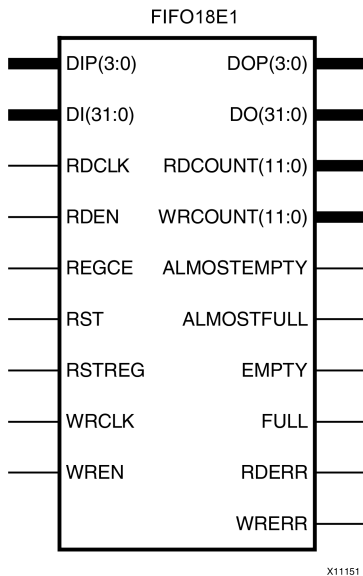 FIFO18E1
DIP(3:0) DOP(3:0)
DI(31:0) DO(31:0)
RDCLK RDCOUNT(11:0)
RDEN WRCOUNT(11:0)
REGCE ALMOSTEMPTY
RST ALMOSTFULL
RSTREG EMPTY
WRCLK FULL
WREN RDERR
WRERR
X11151